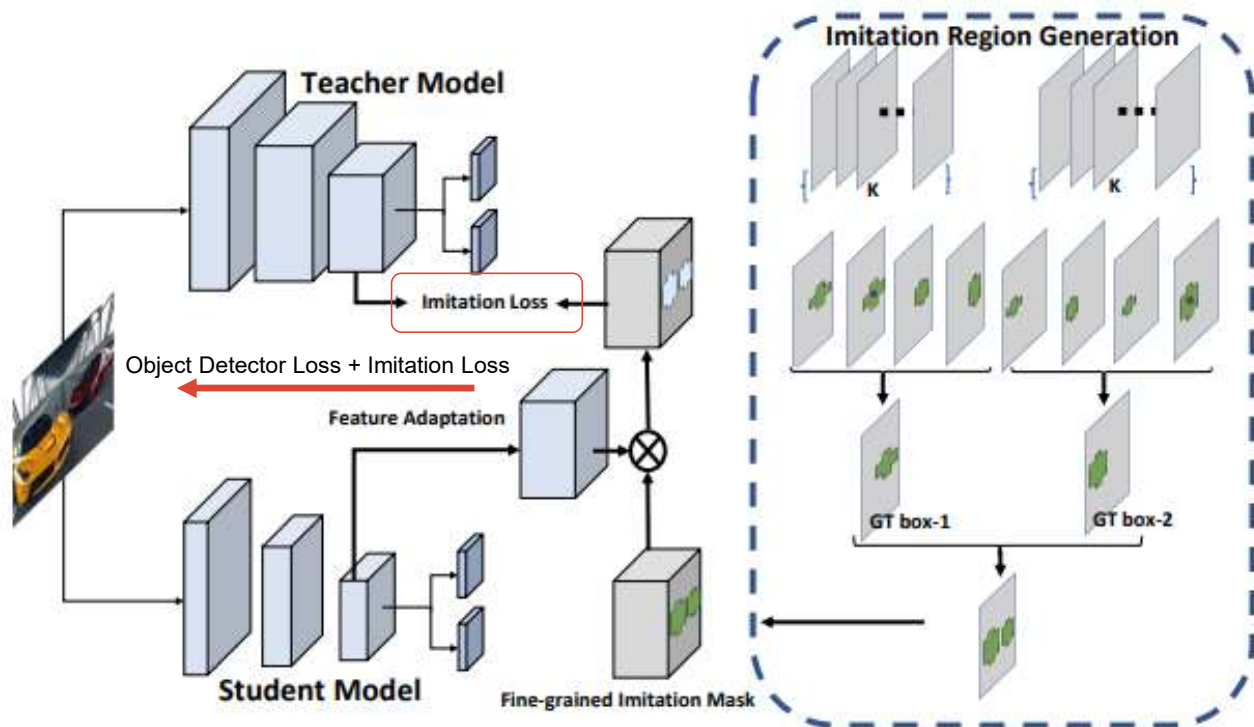 Imitation Region Generation
Teacher Model
K
K
Imitation Loss
Object Detector Loss + Imitation Loss
Feature Adaptation
GT box-1
GT box-2
Student Model
Fine-grained Imitation Mask